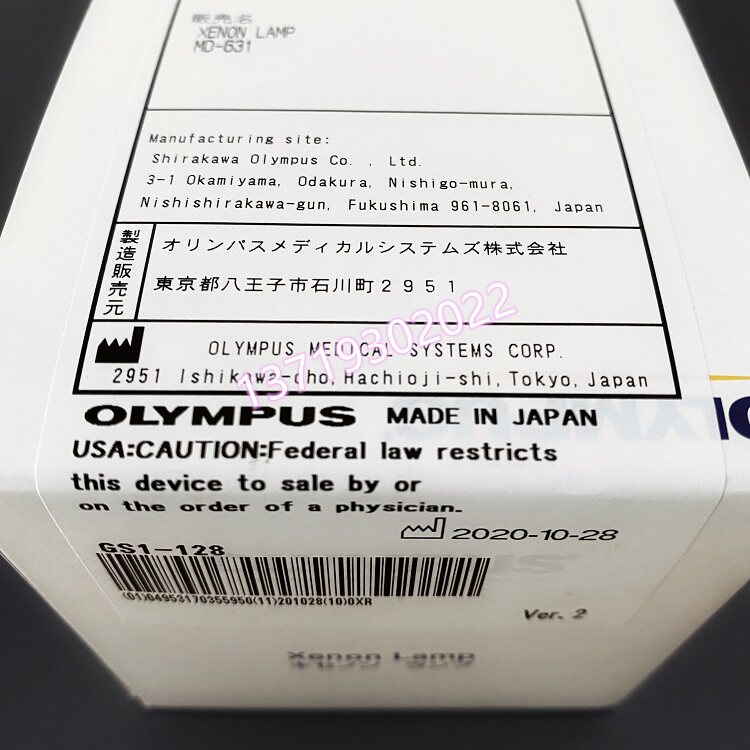 販売名
XENON LAMP
MD-631
Manufacturing site:
Shirakawa Olympus Co. , Ltd.
3-1 Okamiyama, Odakura, Nishigo-mura,
Nishishirakawa-gun, Fukushima 961-8061, Japan
製造販売元
オリンパスメディカルシステムズ株式会社
東京都八王子市石川町２９５１
13719302022
OLYMPUS MEDICAL SYSTEMS CORP.
2951 Ishikawa-cho, Hachioji-shi, Tokyo, Japan
OLYMPUS MADE IN JAPAN
USA:CAUTION:Federal law restricts
this device to sale by or
on the order of a physician.
2020-10-28
GS1-128
(01)04953170355950(11)201028(10)0XR
Ver. 2
Xenon Lamp